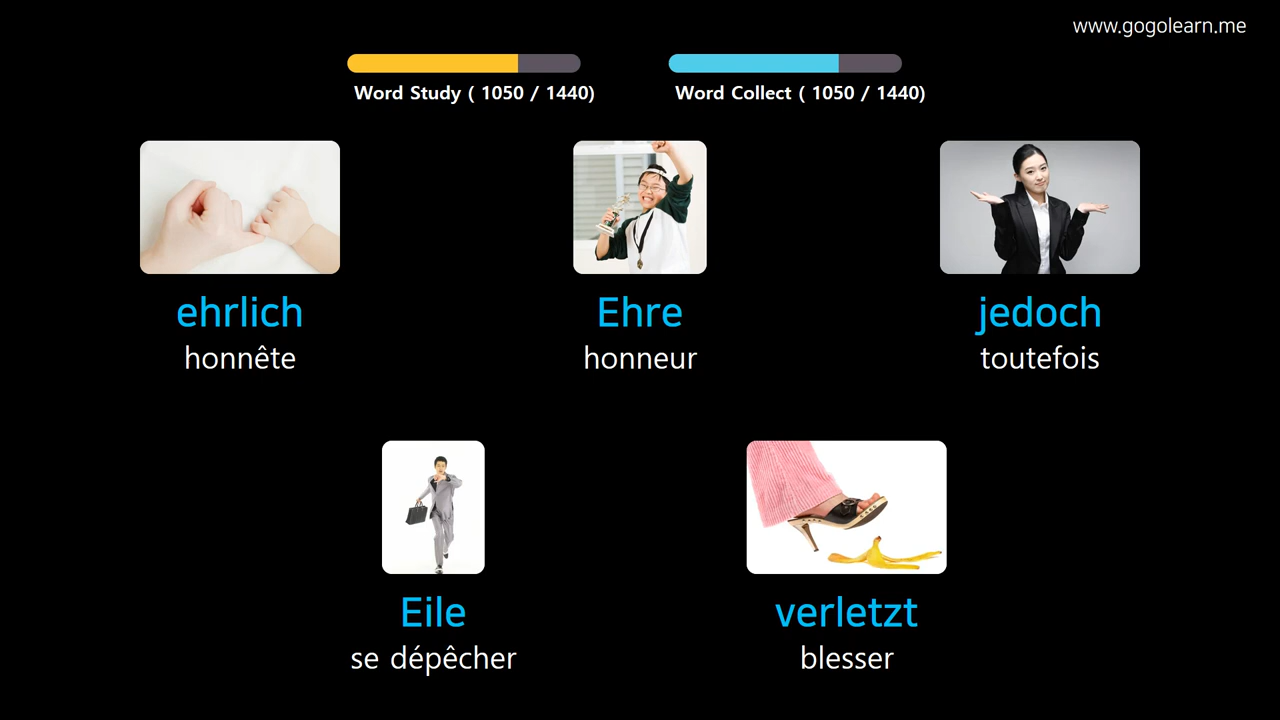 www.gogolearn.me
Word Study ( 1050 / 1440)
Word Collect ( 1050 / 1440)
ehrlich
honnête
Ehre
honneur
jedoch
toutefois
Eile
se dépêcher
verletzt
blesser